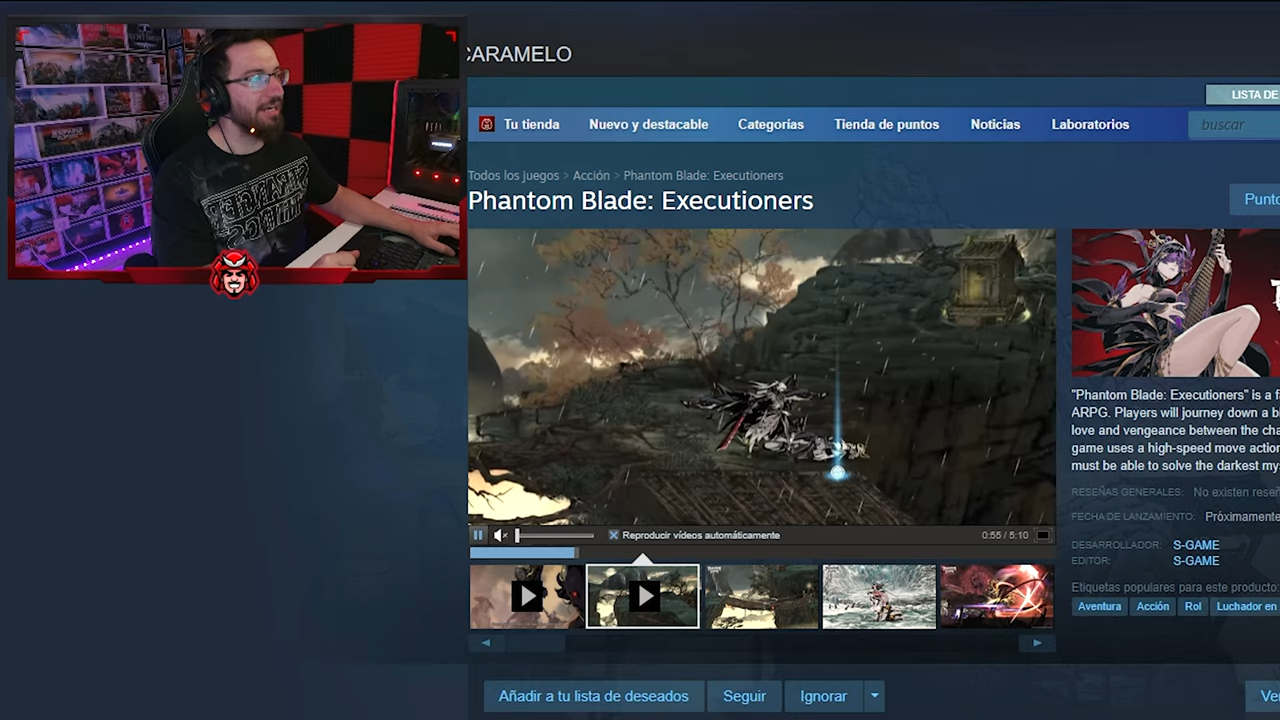 CARAMELO
LISTA DE
Tu tienda Nuevo y destacable Categorías Tienda de puntos Noticias Laboratorios buscar
Todos los juegos > Acción > Phantom Blade: Executioners
Phantom Blade: Executioners
Punto
STRANGER THINGS
"Phantom Blade: Executioners" is a f
ARPG. Players will journey down a b
love and vengeance between the cha
game uses a high-speed move action
must be able to solve the darkest my
RESEÑAS GENERALES: No existen rese
FECHA DE LANZAMIENTO: Próximamente
DESARROLLADOR: S-GAME
EDITOR: S-GAME
Etiquetas populares para este producto:
Aventura Acción Rol Luchador en
Reproducir vídeos automáticamente 0:55 / 5:10
Añadir a tu lista de deseados Seguir Ignorar Ve